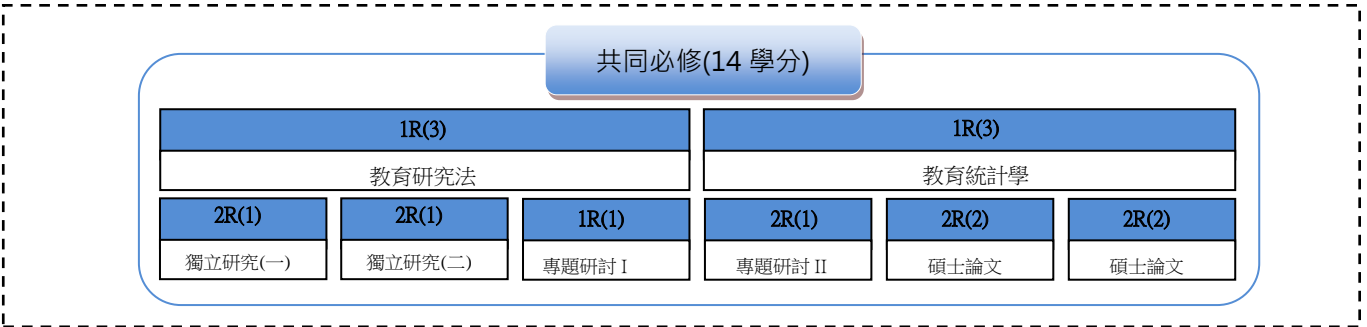 共同必修(14 學分)
1R(3) 1R(3)
教育研究法 教育統計學
2R(1) 2R(1) 1R(1) 2R(1) 2R(2) 2R(2)
獨立研究(一) 獨立研究(二) 專題研討 I 專題研討 II 碩士論文 碩士論文